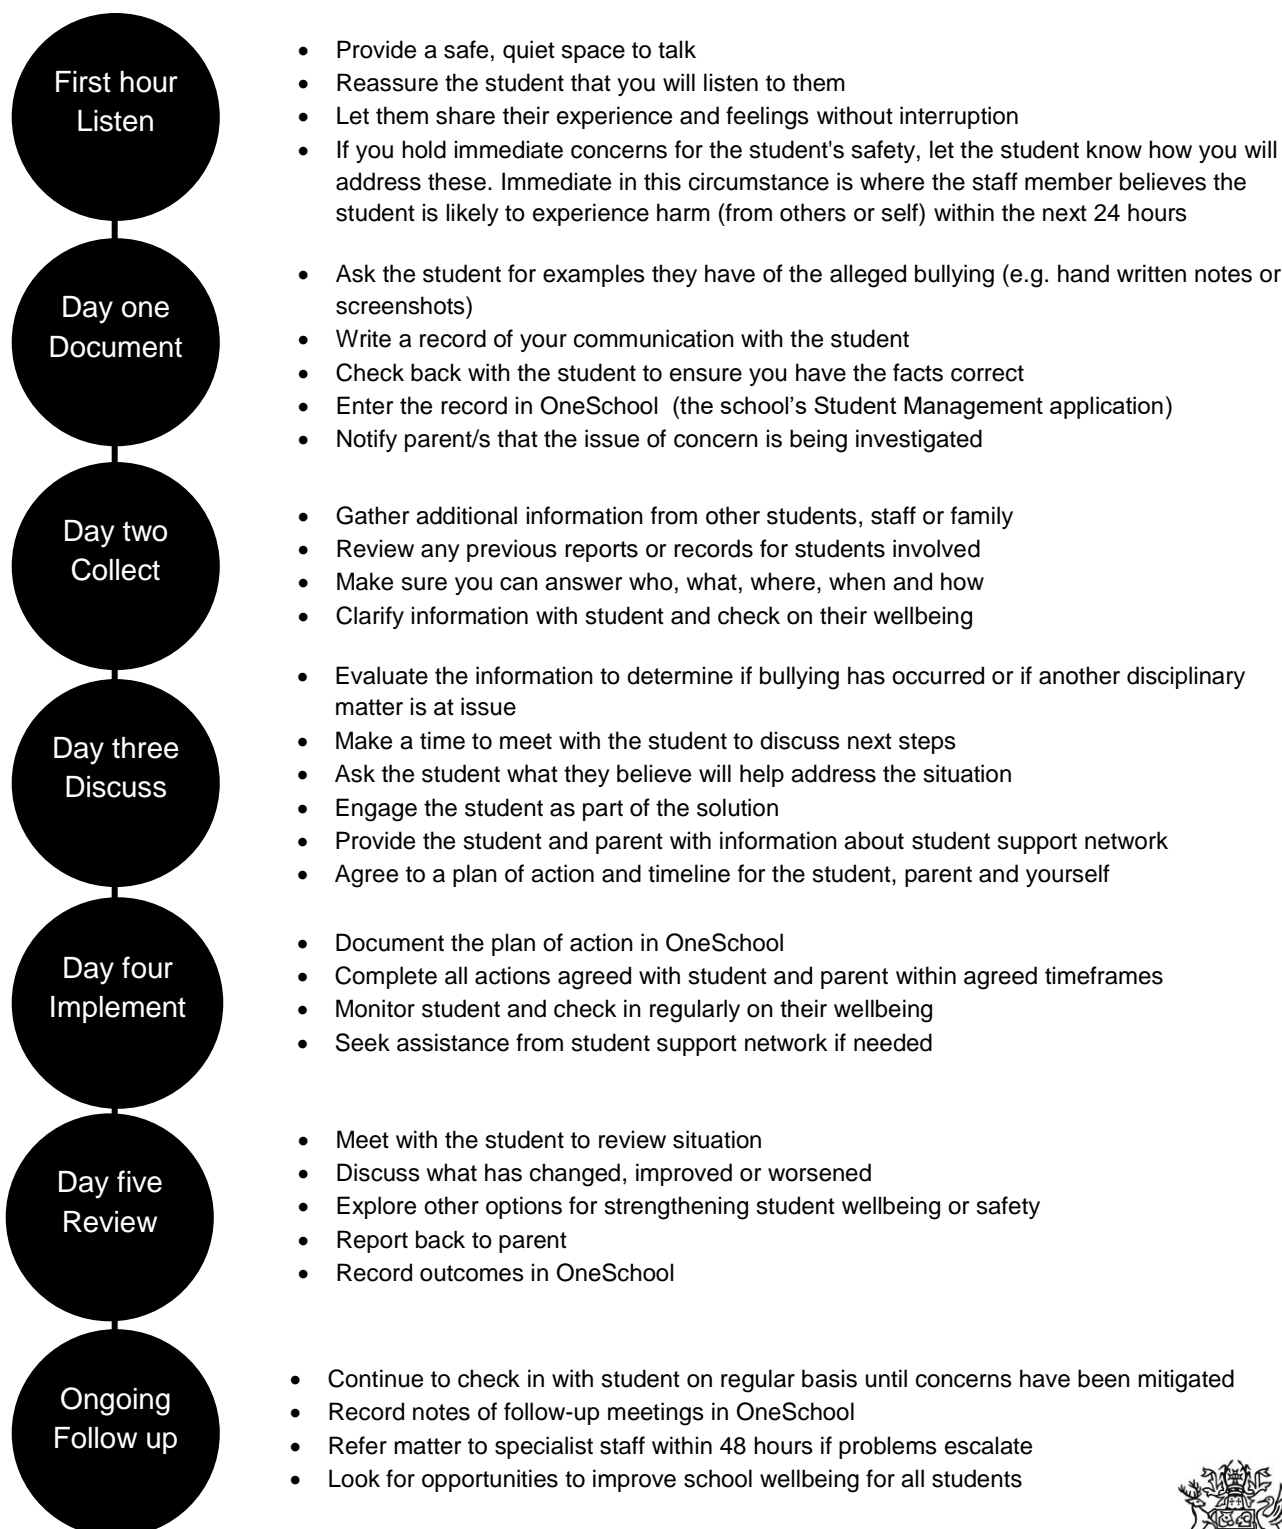 First hour
Listen
• Provide a safe, quiet space to talk
• Reassure the student that you will listen to them
• Let them share their experience and feelings without interruption
• If you hold immediate concerns for the student's safety, let the student know how you will
address these. Immediate in this circumstance is where the staff member believes the
student is likely to experience harm (from others or self) within the next 24 hours
Day one
Document
• Ask the student for examples they have of the alleged bullying (e.g. hand written notes or
screenshots)
• Write a record of your communication with the student
• Check back with the student to ensure you have the facts correct
• Enter the record in OneSchool  (the school’s Student Management application)
• Notify parent/s that the issue of concern is being investigated
Day two
Collect
• Gather additional information from other students, staff or family
• Review any previous reports or records for students involved
• Make sure you can answer who, what, where, when and how
• Clarify information with student and check on their wellbeing
Day three
Discuss
• Evaluate the information to determine if bullying has occurred or if another disciplinary
matter is at issue
• Make a time to meet with the student to discuss next steps
• Ask the student what they believe will help address the situation
• Engage the student as part of the solution
• Provide the student and parent with information about student support network
• Agree to a plan of action and timeline for the student, parent and yourself
Day four
Implement
• Document the plan of action in OneSchool
• Complete all actions agreed with student and parent within agreed timeframes
• Monitor student and check in regularly on their wellbeing
• Seek assistance from student support network if needed
Day five
Review
• Meet with the student to review situation
• Discuss what has changed, improved or worsened
• Explore other options for strengthening student wellbeing or safety
• Report back to parent
• Record outcomes in OneSchool
Ongoing
Follow up
• Continue to check in with student on regular basis until concerns have been mitigated
• Record notes of follow-up meetings in OneSchool
• Refer matter to specialist staff within 48 hours if problems escalate
• Look for opportunities to improve school wellbeing for all students